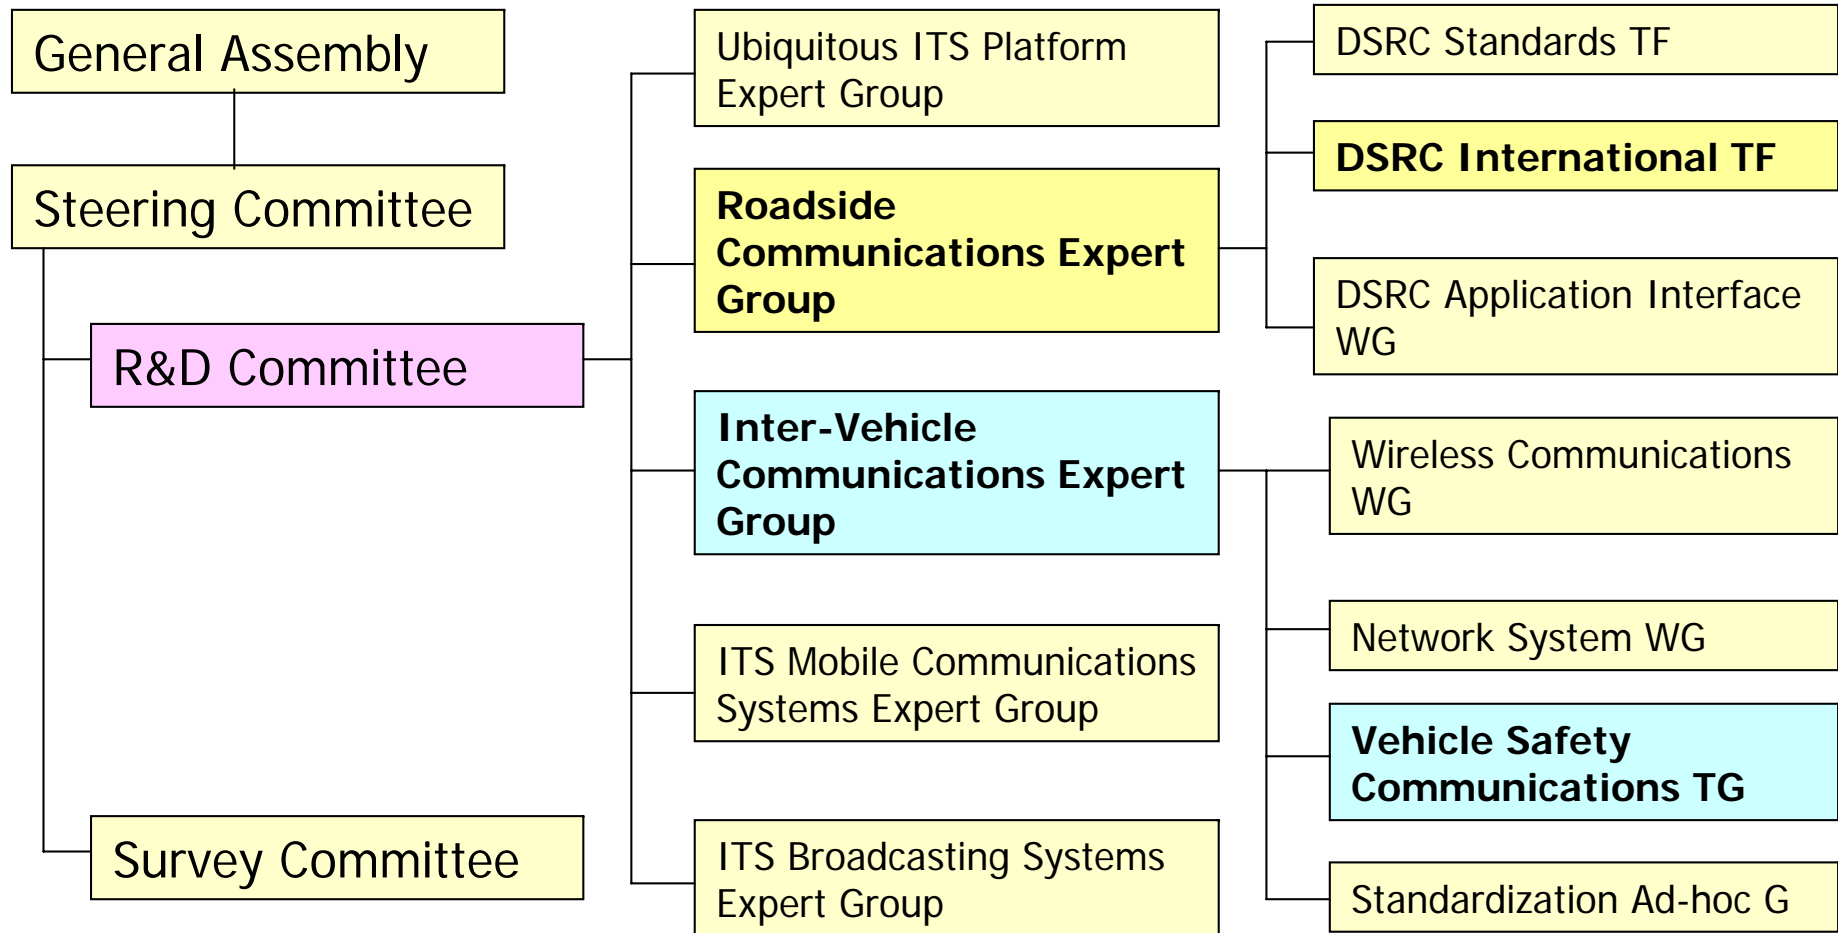 General Assembly
Steering Committee
R&D Committee
Survey Committee
Ubiquitous ITS Platform
Expert Group
Roadside
Communications Expert
Group
Inter-Vehicle
Communications Expert
Group
ITS Mobile Communications
Systems Expert Group
ITS Broadcasting Systems
Expert Group
DSRC Standards TF
DSRC International TF
DSRC Application Interface
WG
Wireless Communications
WG
Network System WG
Vehicle Safety
Communications TG
Standardization Ad-hoc G